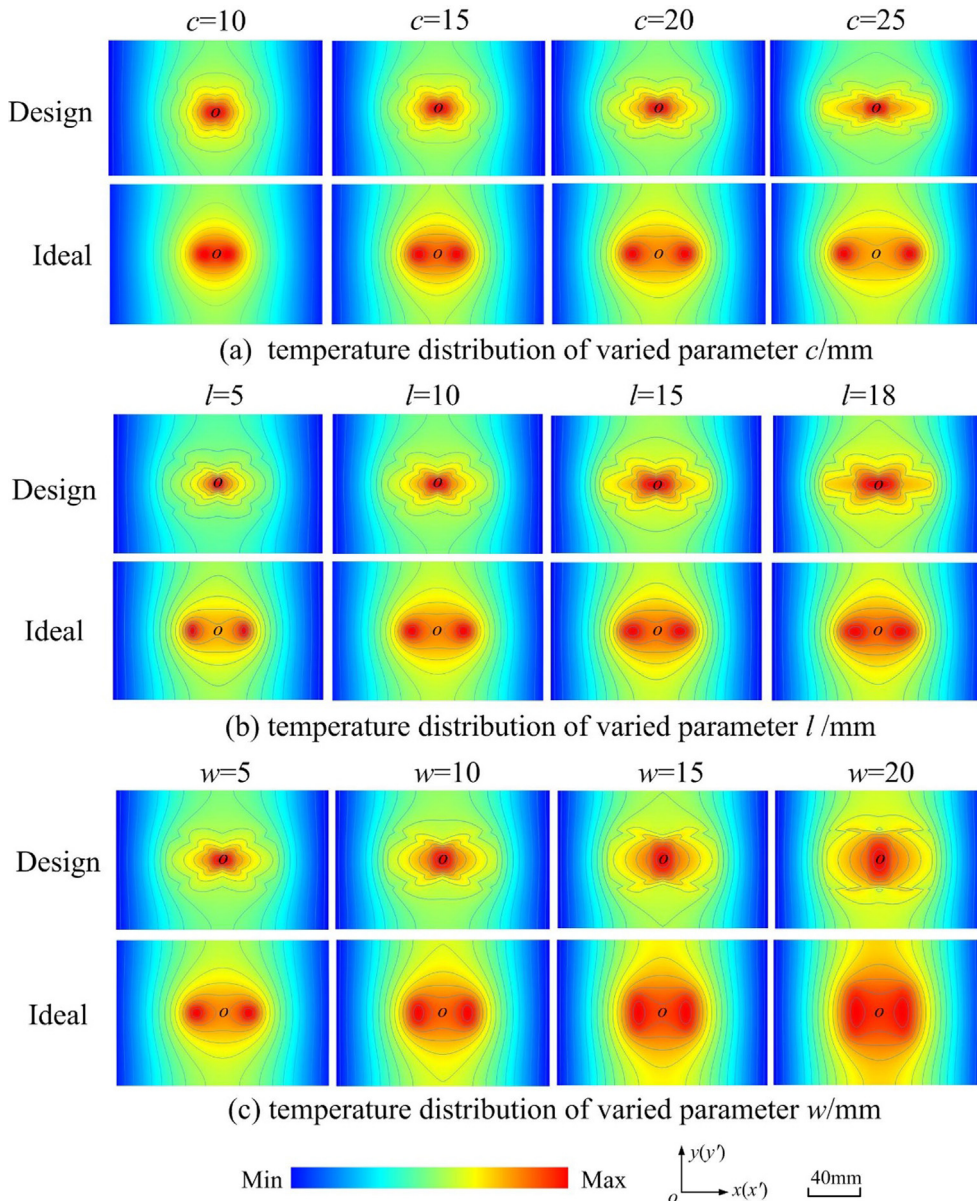 c=10 c=15 c=20 c=25
Design
o o o o
Ideal
o o o o
(a) temperature distribution of varied parameter c/mm
l=5 l=10 l=15 l=18
Design
o o o o
Ideal
o o o o
(b) temperature distribution of varied parameter l /mm
w=5 w=10 w=15 w=20
Design
o o o o
Ideal
o o o o
(c) temperature distribution of varied parameter w/mm
Min Max
y(y')
o x(x')
40mm